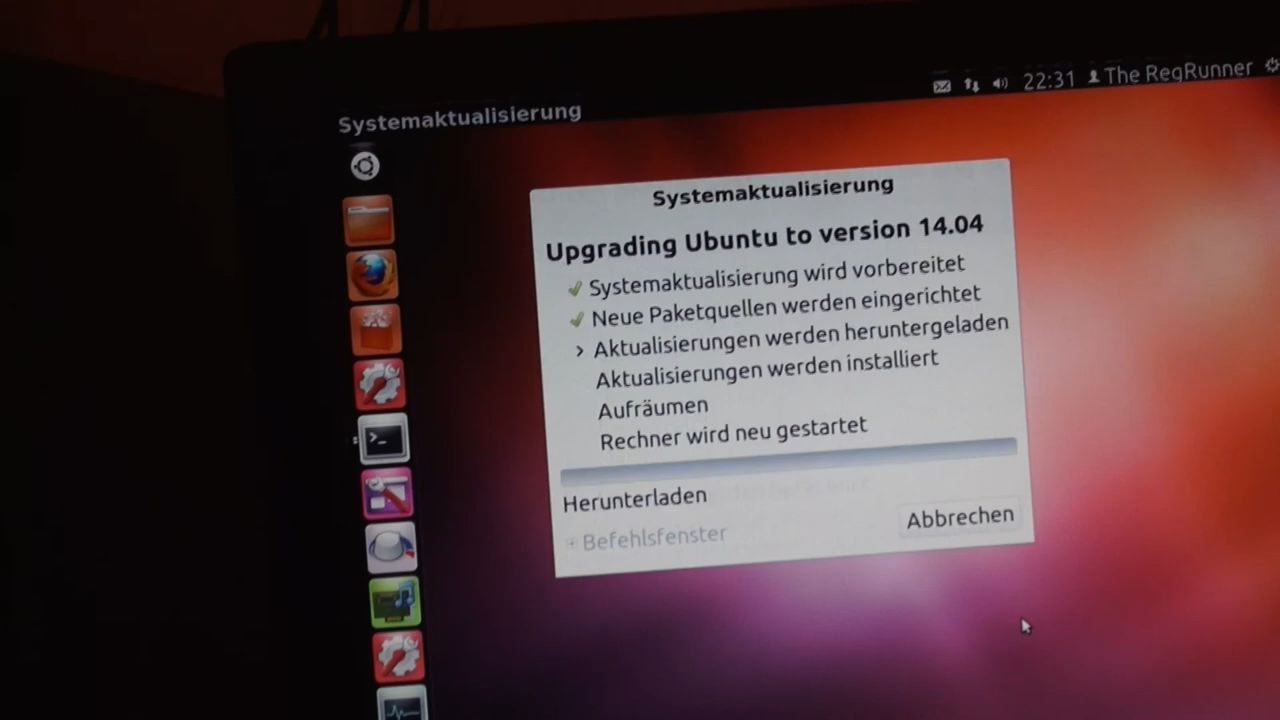 22:31 The RegRunner
Systemaktualisierung
Systemaktualisierung
Upgrading Ubuntu to version 14.04
Systemaktualisierung wird vorbereitet
Neue Paketquellen werden eingerichtet
Aktualisierungen werden heruntergeladen
Aktualisierungen werden installiert
Aufräumen
Rechner wird neu gestartet
Herunterladen
Abbrechen
Befehlsfenster